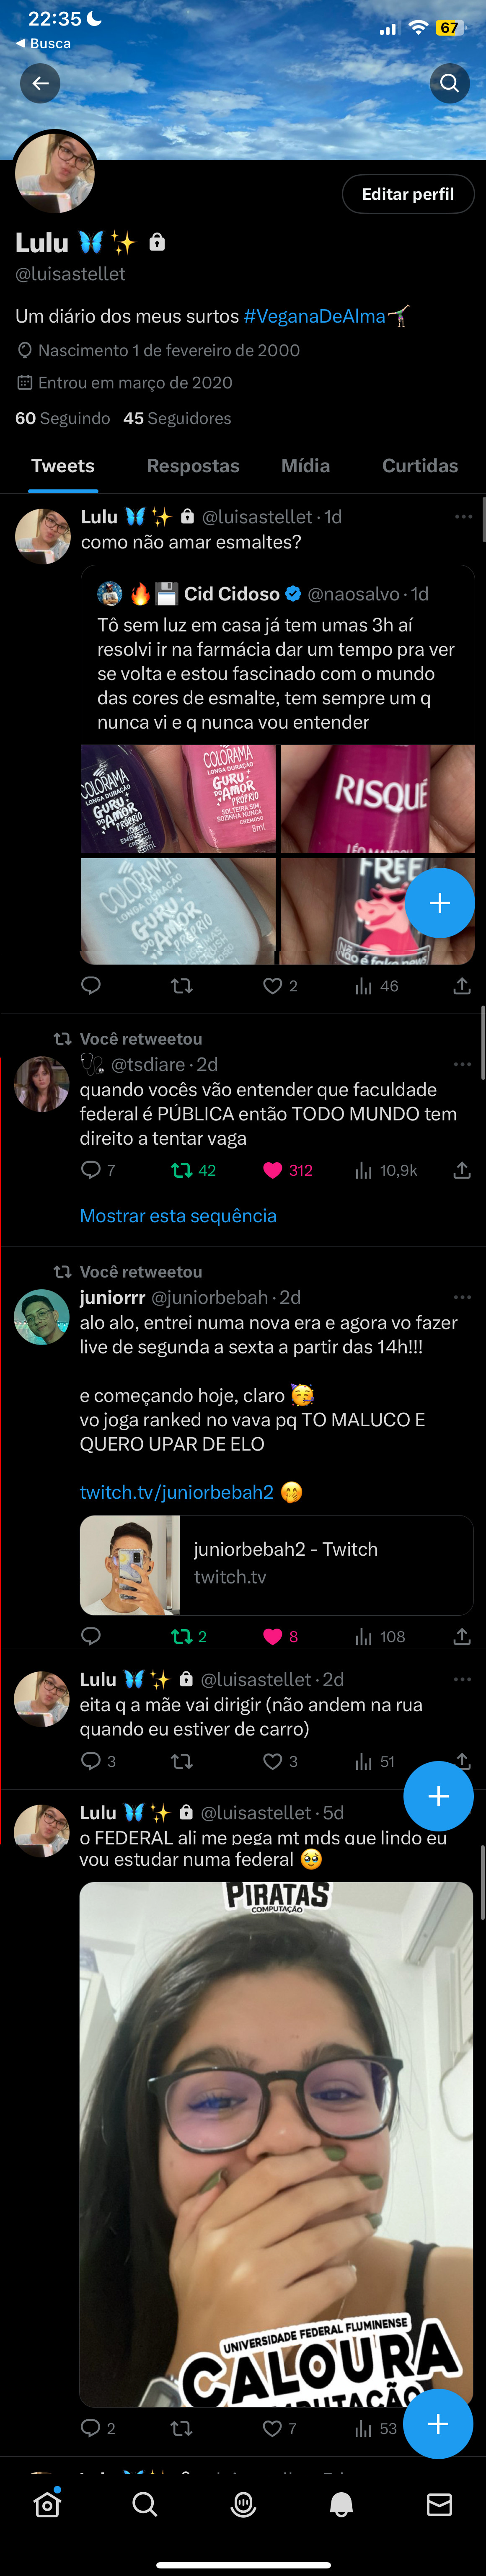 22:35
◀ Busca
67
Editar perfil
Lulu 🦋✨
@luisastellet
Um diário dos meus surtos #VeganaDeAlma
Nascimento 1 de fevereiro de 2000
Entrou em março de 2020
60 Seguindo 45 Seguidores
Tweets Respostas Mídia Curtidas
Lulu 🦋✨ @luisastellet · 1d
como não amar esmaltes?
🔥💾 Cid Cidoso @naosalvo · 1d
Tô sem luz em casa já tem umas 3h aí
resolvi ir na farmácia dar um tempo pra ver
se volta e estou fascinado com o mundo
das cores de esmalte, tem sempre um q
nunca vi e q nunca vou entender
COLORAMA
LONGA DURAÇÃO
GURU
DO AMOR
PRÓPRIO
COLORAMA
LONGA DURAÇÃO
GURU
DO AMOR
PRÓPRIO
SOLTEIRA SIM,
SOZINHA NUNCA
CREMOSO
8ml
RISQUÉ
COLORAMA
LONGA DURAÇÃO
GURU
DO AMOR
PRÓPRIO
FREE
Não é fake news
2 46
Você retweetou
🩺 @tsdiare · 2d
quando vocês vão entender que faculdade
federal é PÚBLICA então TODO MUNDO tem
direito a tentar vaga
7 42 312 10,9k
Mostrar esta sequência
Você retweetou
juniorrr @juniorbebah · 2d
alo alo, entrei numa nova era e agora vo fazer
live de segunda a sexta a partir das 14h!!!
e começando hoje, claro 🥳
vo joga ranked no vava pq TO MALUCO E
QUERO UPAR DE ELO
twitch.tv/juniorbebah2 🤭
juniorbebah2 - Twitch
twitch.tv
2 8 108
Lulu 🦋✨ @luisastellet · 2d
eita q a mãe vai dirigir (não andem na rua
quando eu estiver de carro)
3 3 51
Lulu 🦋✨ @luisastellet · 5d
o FEDERAL ali me pega mt mds que lindo eu
vou estudar numa federal 🥹
PIRATAS
COMPUTAÇÃO
UNIVERSIDADE FEDERAL FLUMINENSE
CALOURA
COMPUTAÇÃO
2 7 53